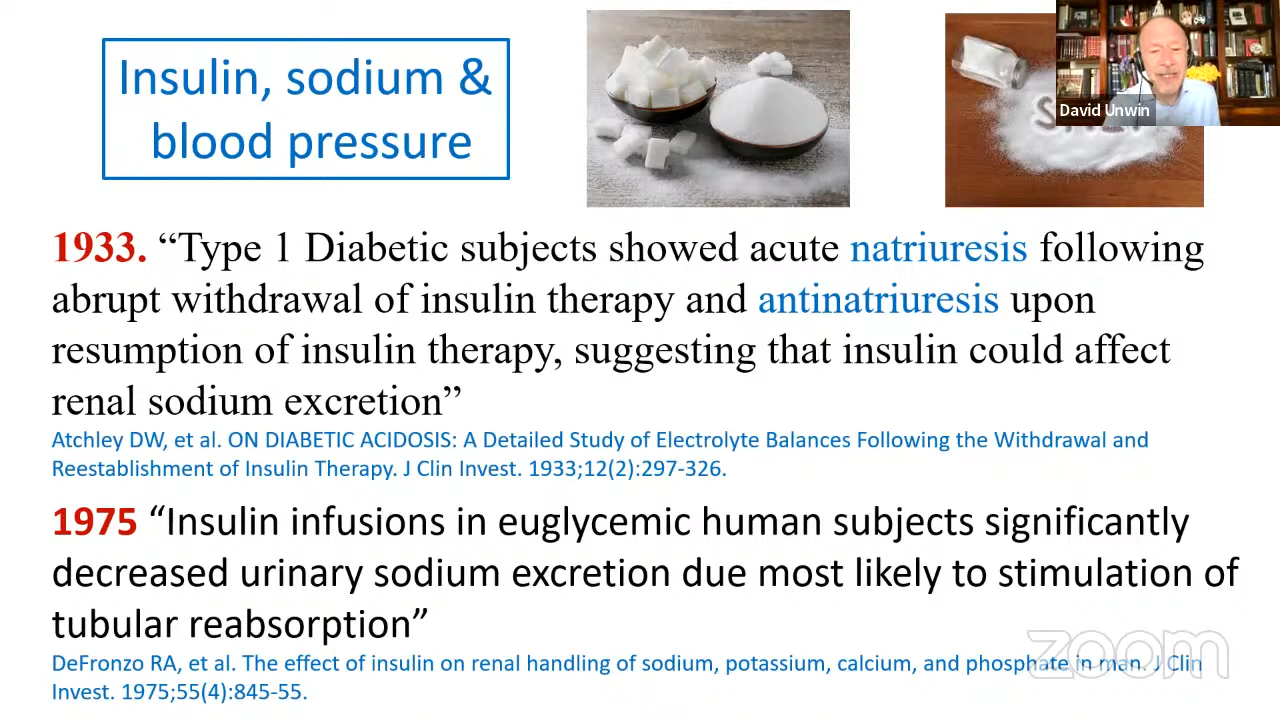 Insulin, sodium &
blood pressure
David Unwin
1933. “Type 1 Diabetic subjects showed acute natriuresis following
abrupt withdrawal of insulin therapy and antinatriuresis upon
resumption of insulin therapy, suggesting that insulin could affect
renal sodium excretion”
Atchley DW, et al. ON DIABETIC ACIDOSIS: A Detailed Study of Electrolyte Balances Following the Withdrawal and
Reestablishment of Insulin Therapy. J Clin Invest. 1933;12(2):297-326.
1975 “Insulin infusions in euglycemic human subjects significantly
decreased urinary sodium excretion due most likely to stimulation of
tubular reabsorption”
DeFronzo RA, et al. The effect of insulin on renal handling of sodium, potassium, calcium, and phosphate in man. J Clin
Invest. 1975;55(4):845-55.
zoom